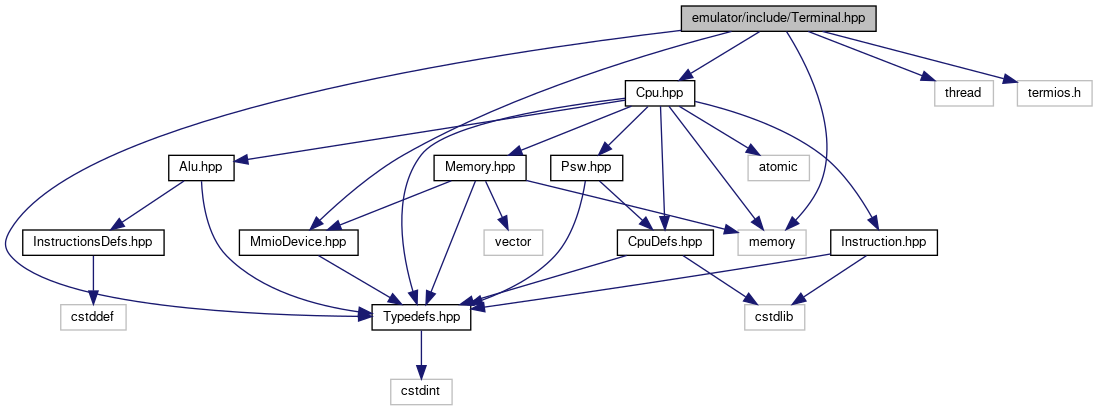 emulator/include/Terminal.hpp
Cpu.hpp
thread
termios.h
Alu.hpp
Memory.hpp
Psw.hpp
atomic
InstructionsDefs.hpp
MmioDevice.hpp
vector
CpuDefs.hpp
memory
Instruction.hpp
cstddef
Typedefs.hpp
cstdlib
cstdint